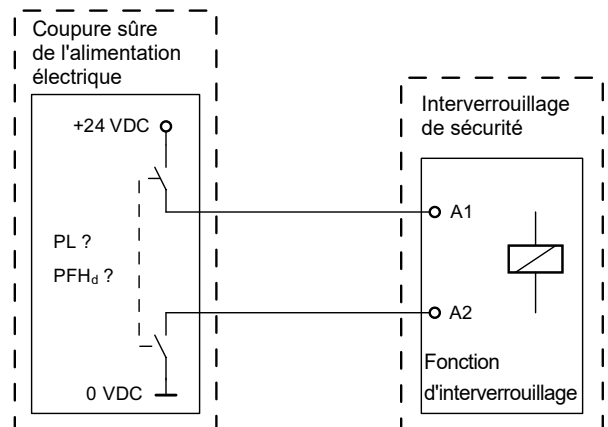 Coupure sûre
de l'alimentation
électrique
+24 VDC
PL ?
PFHd ?
0 VDC
Interverrouillage
de sécurité
A1
A2
Fonction
d'interverrouillage